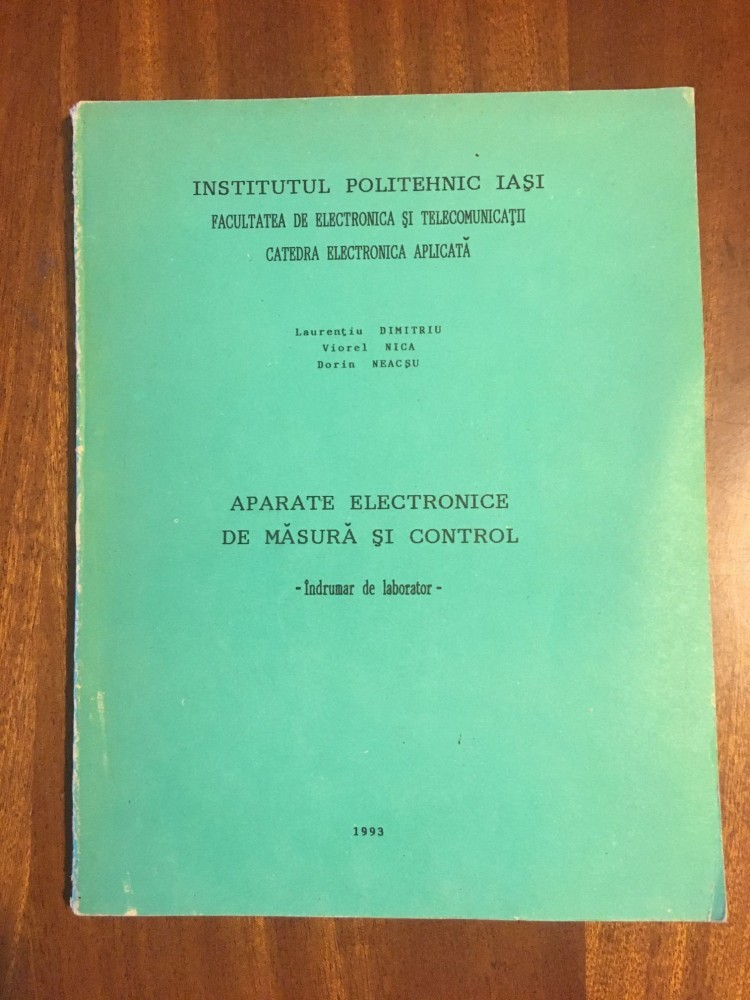 INSTITUTUL POLITEHNIC IAŞI
FACULTATEA DE ELECTRONICA ŞI TELECOMUNICAŢII
CATEDRA ELECTRONICA APLICATĂ
Laurenţiu DIMITRIU
Viorel NICA
Dorin NEACŞU
APARATE ELECTRONICE
DE MĂSURĂ ŞI CONTROL
- Îndrumar de laborator -
1993